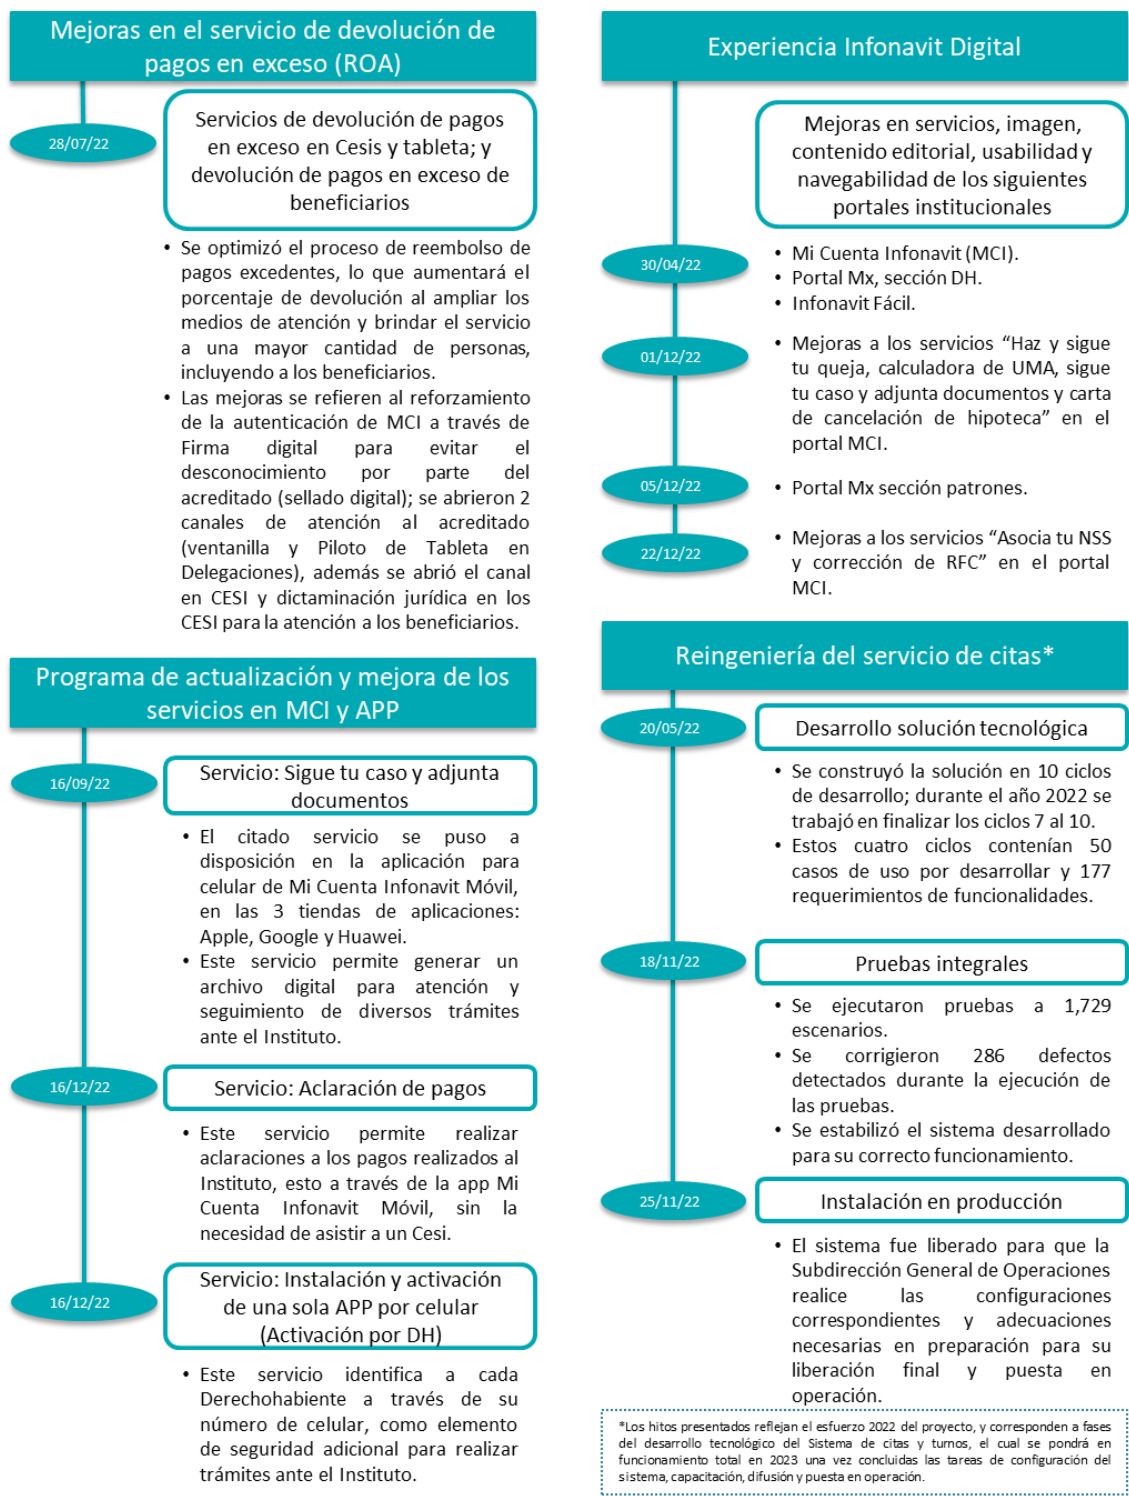 Mejoras en el servicio de devolución de
pagos en exceso (ROA)
28/07/22
Servicios de devolución de pagos
en exceso en Cesis y tableta; y
devolución de pagos en exceso de
beneficiarios
• Se optimizó el proceso de reembolso de
pagos excedentes, lo que aumentará el
porcentaje de devolución al ampliar los
medios de atención y brindar el servicio
a una mayor cantidad de personas,
incluyendo a los beneficiarios.
• Las mejoras se refieren al reforzamiento
de la autenticación de MCI a través de
Firma digital para evitar el
desconocimiento por parte del
acreditado (sellado digital); se abrieron 2
canales de atención al acreditado
(ventanilla y Piloto de Tableta en
Delegaciones), además se abrió el canal
en CESI y dictaminación jurídica en los
CESI para la atención a los beneficiarios.
Programa de actualización y mejora de los
servicios en MCI y APP
16/09/22
Servicio: Sigue tu caso y adjunta
documentos
• El citado servicio se puso a
disposición en la aplicación para
celular de Mi Cuenta Infonavit Móvil,
en las 3 tiendas de aplicaciones:
Apple, Google y Huawei.
• Este servicio permite generar un
archivo digital para atención y
seguimiento de diversos trámites
ante el Instituto.
16/12/22
Servicio: Aclaración de pagos
• Este servicio permite realizar
aclaraciones a los pagos realizados al
Instituto, esto a través de la app Mi
Cuenta Infonavit Móvil, sin la
necesidad de asistir a un Cesi.
16/12/22
Servicio: Instalación y activación
de una sola APP por celular
(Activación por DH)
• Este servicio identifica a cada
Derechohabiente a través de su
número de celular, como elemento
de seguridad adicional para realizar
trámites ante el Instituto.
Experiencia Infonavit Digital
Mejoras en servicios, imagen,
contenido editorial, usabilidad y
navegabilidad de los siguientes
portales institucionales
30/04/22
• Mi Cuenta Infonavit (MCI).
• Portal Mx, sección DH.
• Infonavit Fácil.
01/12/22
• Mejoras a los servicios “Haz y sigue
tu queja, calculadora de UMA, sigue
tu caso y adjunta documentos y carta
de cancelación de hipoteca” en el
portal MCI.
05/12/22
• Portal Mx sección patrones.
22/12/22
• Mejoras a los servicios “Asocia tu NSS
y corrección de RFC” en el portal
MCI.
Reingeniería del servicio de citas*
20/05/22
Desarrollo solución tecnológica
• Se construyó la solución en 10 ciclos
de desarrollo; durante el año 2022 se
trabajó en finalizar los ciclos 7 al 10.
• Estos cuatro ciclos contenían 50
casos de uso por desarrollar y 177
requerimientos de funcionalidades.
18/11/22
Pruebas integrales
• Se ejecutaron pruebas a 1,729
escenarios.
• Se corrigieron 286 defectos
detectados durante la ejecución de
las pruebas.
• Se estabilizó el sistema desarrollado
para su correcto funcionamiento.
25/11/22
Instalación en producción
• El sistema fue liberado para que la
Subdirección General de Operaciones
realice las configuraciones
correspondientes y adecuaciones
necesarias en preparación para su
liberación final y puesta en
operación.
*Los hitos presentados reflejan el esfuerzo 2022 del proyecto, y corresponden a fases
del desarrollo tecnológico del Sistema de citas y turnos, el cual se pondrá en
funcionamiento total en 2023 una vez concluidas las tareas de configuración del
sistema, capacitación, difusión y puesta en operación.